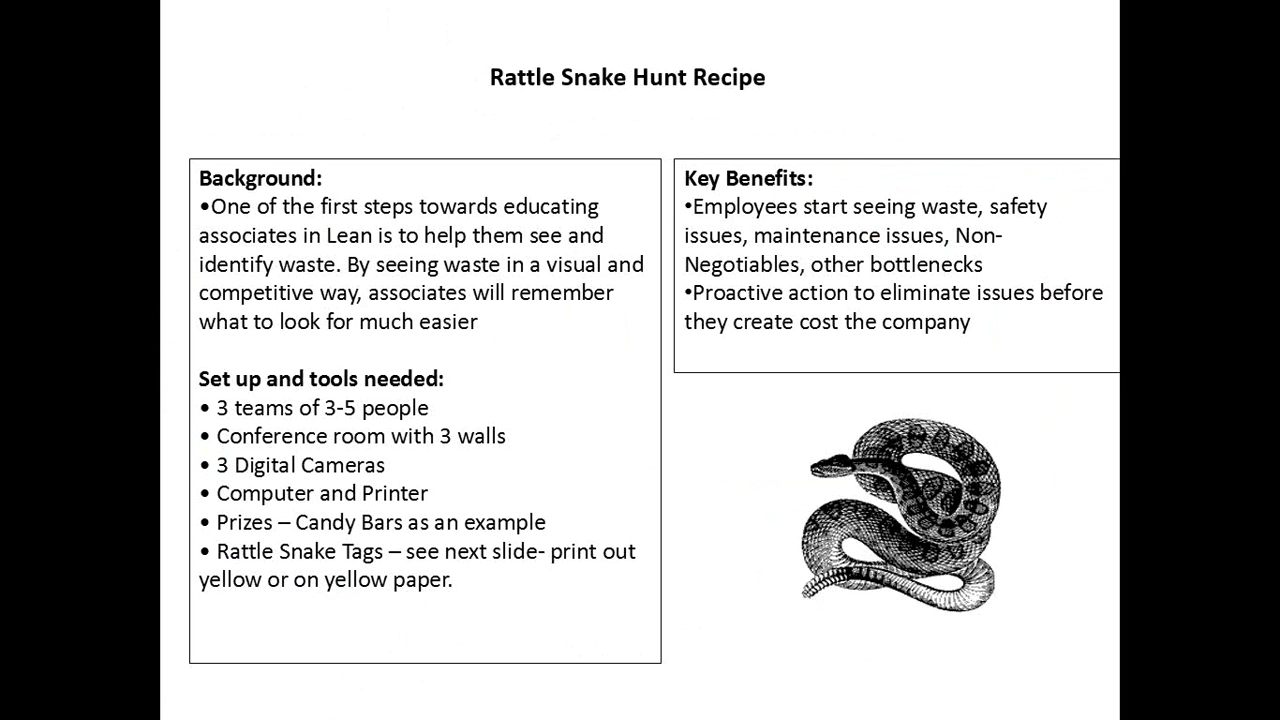 Rattle Snake Hunt Recipe
Background:
•One of the first steps towards educating
associates in Lean is to help them see and
identify waste. By seeing waste in a visual and
competitive way, associates will remember
what to look for much easier
Set up and tools needed:
• 3 teams of 3-5 people
• Conference room with 3 walls
• 3 Digital Cameras
• Computer and Printer
• Prizes – Candy Bars as an example
• Rattle Snake Tags – see next slide- print out
yellow or on yellow paper.
Key Benefits:
•Employees start seeing waste, safety
issues, maintenance issues, Non-
Negotiables, other bottlenecks
•Proactive action to eliminate issues before
they create cost the company